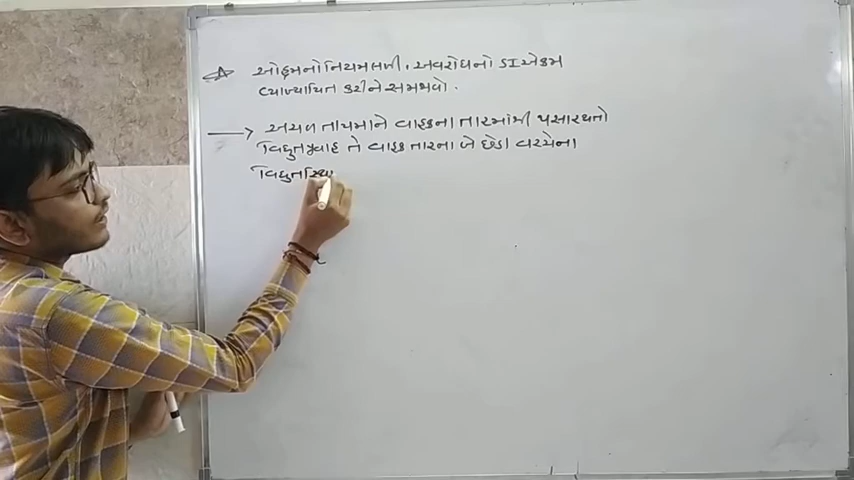 ઓહમનો નિયમ લખી, અવરોધનો SI એકમ
વ્યાખ્યાયિત કરીને સમજાવો.
અચળ તાપમાને વાહકના તારમાંથી પસાર થતો
વિદ્યુતપ્રવાહ તે વાહક તારના બે છેડા વચ્ચેના
વિદ્યુતસ્થિ